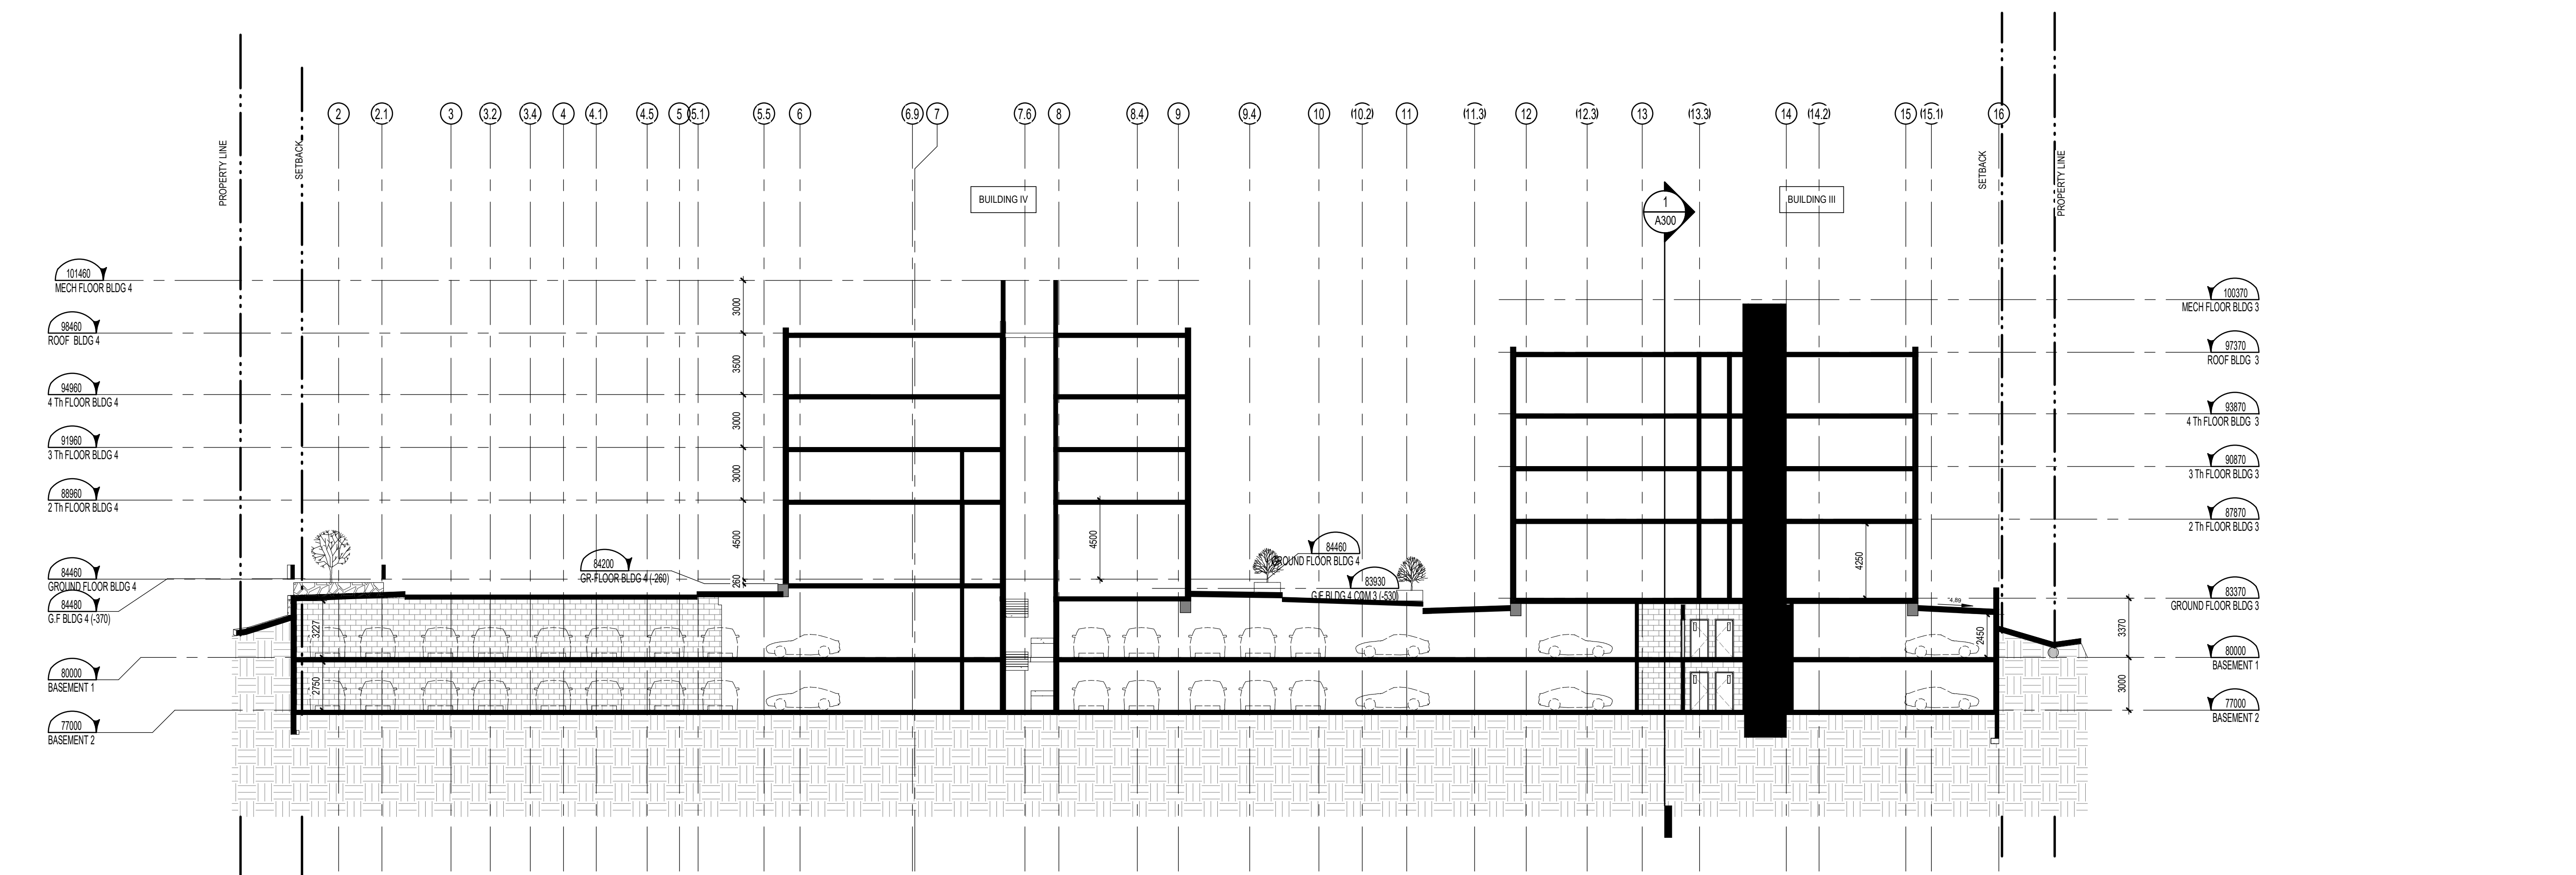 2
2.1
3
3.2
3.4
4
4.1
4.5
5
5.1
5.5
6
6.9
7
7.6
8
8.4
9
9.4
10
10.2
11
11.3
12
12.3
13
13.3
14
14.2
15
15.1
16
PROPERTY LINE
SETBACK
SETBACK
PROPERTY LINE
BUILDING IV
BUILDING III
1
A300
101460
MECH FLOOR BLDG 4
98460
ROOF BLDG 4
94960
4 Th FLOOR BLDG 4
91960
3 Th FLOOR BLDG 4
88960
2 Th FLOOR BLDG 4
84460
GROUND FLOOR BLDG 4
84480
G.F BLDG 4 (-370)
80000
BASEMENT 1
77000
BASEMENT 2
3000
3500
3000
3000
4500
260
84200
GR-FLOOR BLDG 4 (-260)
3227
2750
4500
84460
GROUND FLOOR BLDG 4
83930
G.F BLDG 4 COM 3 (-530)
4250
2450
3370
3000
100370
MECH FLOOR BLDG 3
97370
ROOF BLDG 3
93870
4 Th FLOOR BLDG 3
90870
3 Th FLOOR BLDG 3
87870
2 Th FLOOR BLDG 3
83370
GROUND FLOOR BLDG 3
80000
BASEMENT 1
77000
BASEMENT 2